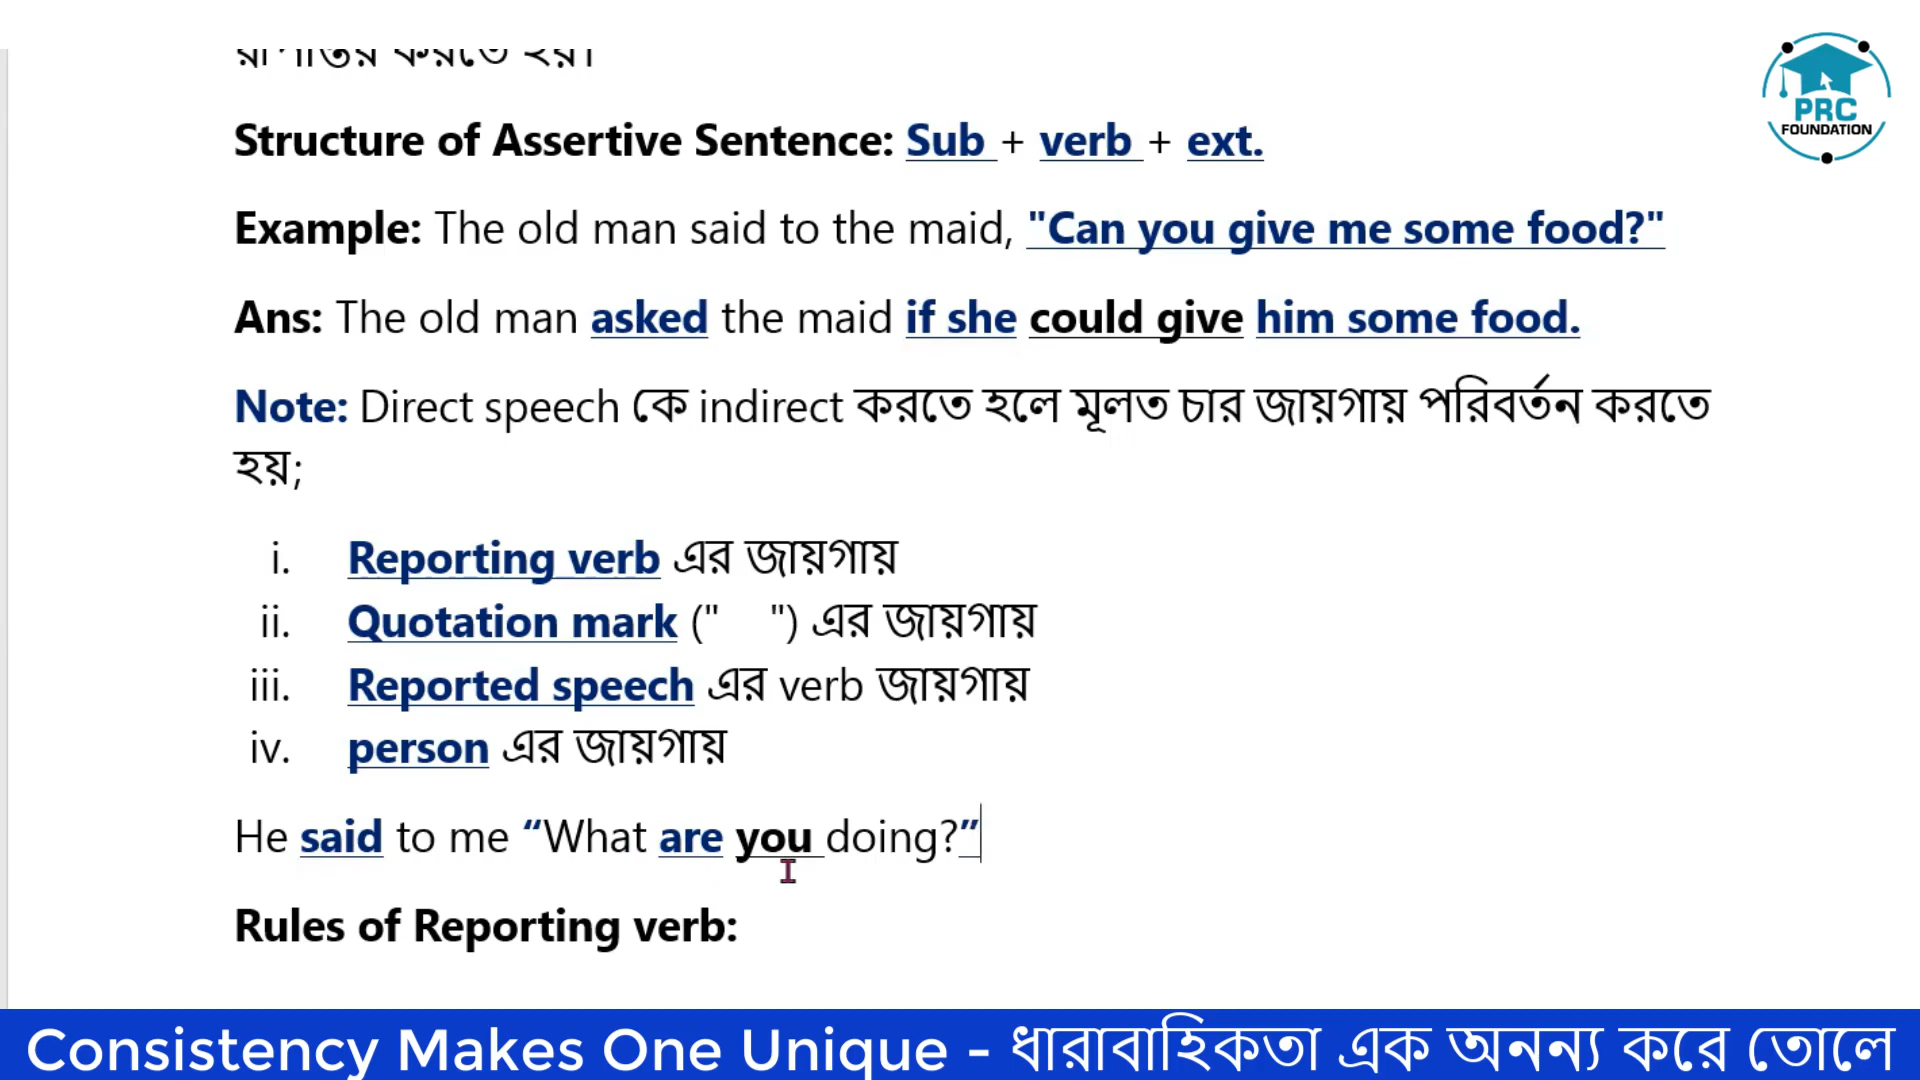 রূপান্তর করতে হয়।
PRC
FOUNDATION
Structure of Assertive Sentence: Sub + verb + ext.
Example: The old man said to the maid, "Can you give me some food?"
Ans: The old man asked the maid if she could give him some food.
Note: Direct speech কে indirect করতে হলে মূলত চার জায়গায় পরিবর্তন করতে
হয়;
i. Reporting verb এর জায়গায়
ii. Quotation mark (" ") এর জায়গায়
iii. Reported speech এর verb জায়গায়
iv. person এর জায়গায়
He said to me “What are you doing?”
Rules of Reporting verb:
Consistency Makes One Unique - ধারাবাহিকতা এক অনন্য করে তোলে